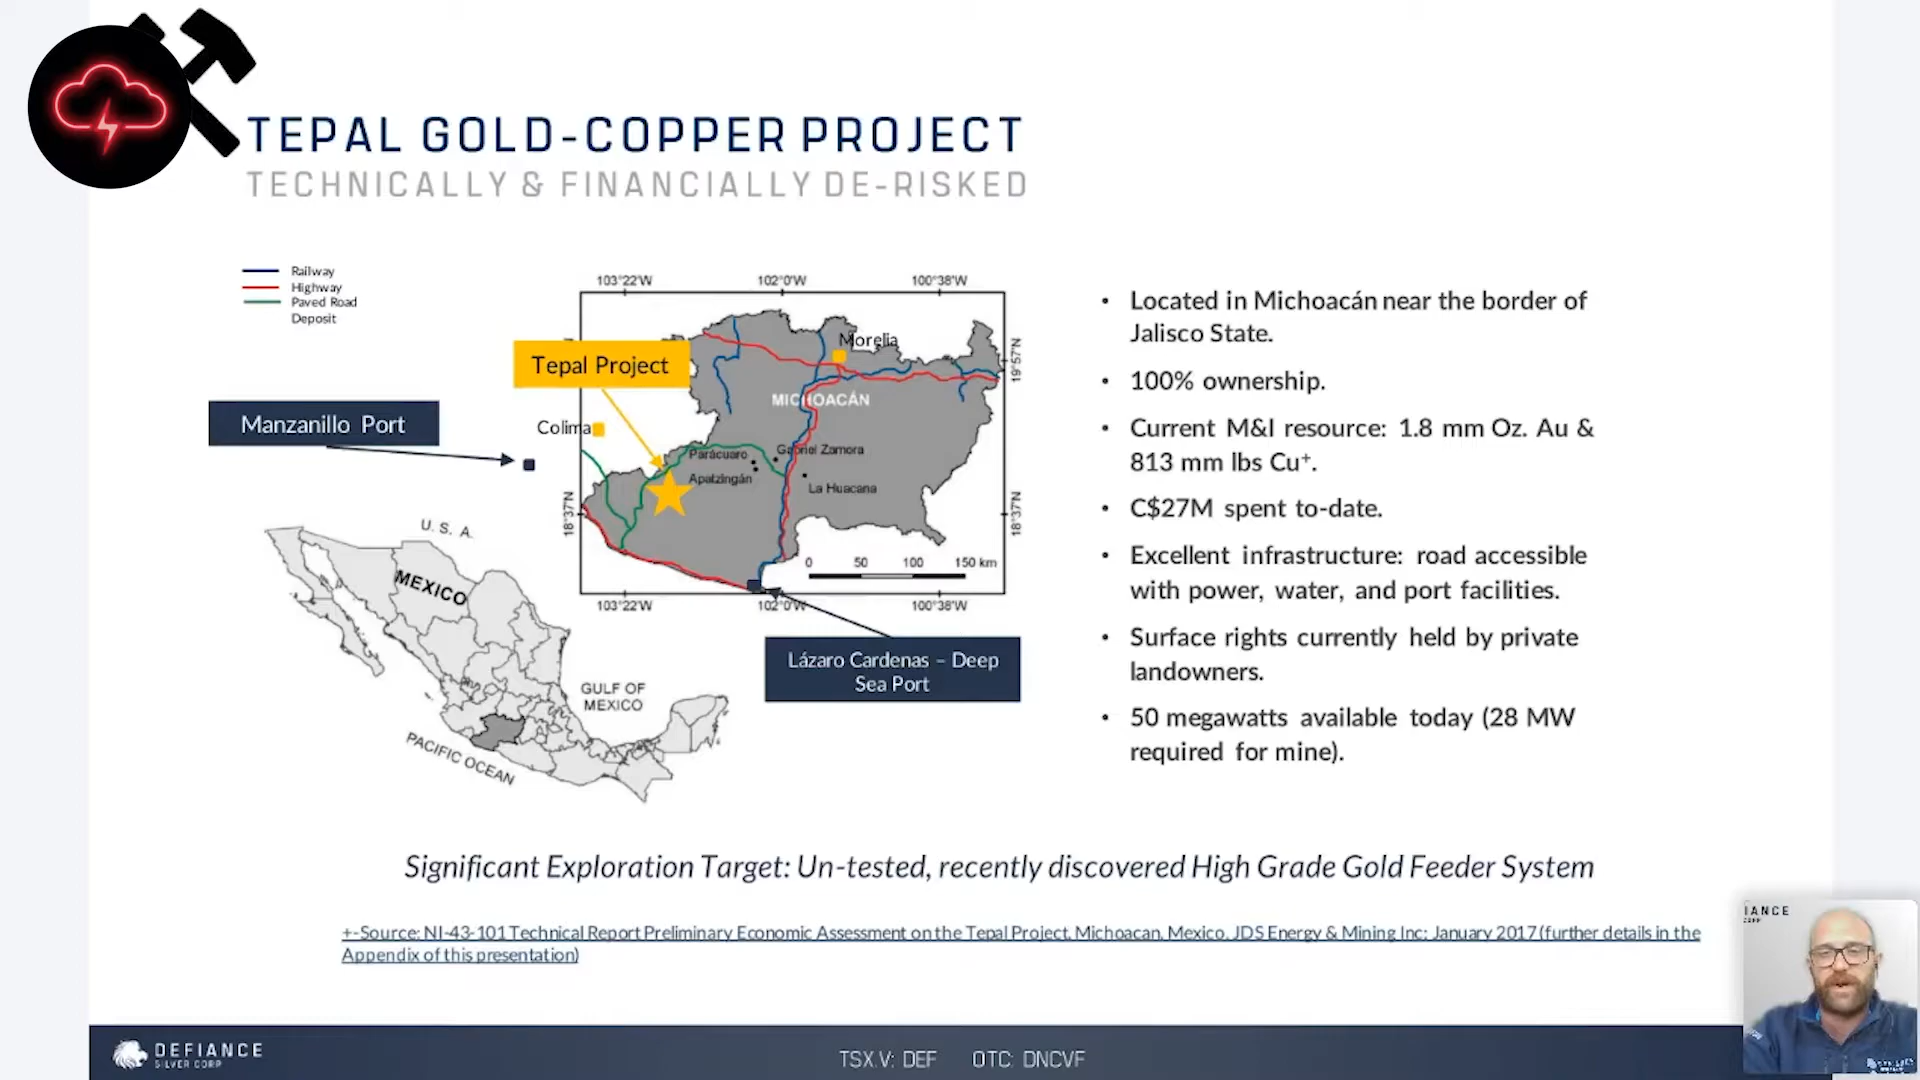 TEPAL GOLD-COPPER PROJECT
TECHNICALLY & FINANCIALLY DE-RISKED
Railway
Highway
Paved Road
Deposit
103°22'W 102°0'W 100°38'W
Morelia
19°57'N
Tepal Project
MICHOACÁN
Manzanillo Port
Colima
Parácuaro
Gabriel Zamora
Apatzingán
La Huacana
18°37'N
18°37'N
0 50 100 150 km
103°22'W 102°0'W 100°38'W
Lázaro Cardenas – Deep
Sea Port
U. S. A.
MEXICO
GULF OF
MEXICO
PACIFIC OCEAN
• Located in Michoacán near the border of
Jalisco State.
• 100% ownership.
• Current M&I resource: 1.8 mm Oz. Au &
813 mm lbs Cu⁺.
• C$27M spent to-date.
• Excellent infrastructure: road accessible
with power, water, and port facilities.
• Surface rights currently held by private
landowners.
• 50 megawatts available today (28 MW
required for mine).
Significant Exploration Target: Un-tested, recently discovered High Grade Gold Feeder System
+-Source: NI-43-101 Technical Report Preliminary Economic Assessment on the Tepal Project, Michoacan, Mexico, JDS Energy & Mining Inc; January 2017 (further details in the
Appendix of this presentation)
DEFIANCE
SILVER CORP
TSX.V: DEF OTC: DNCVF
IANCE